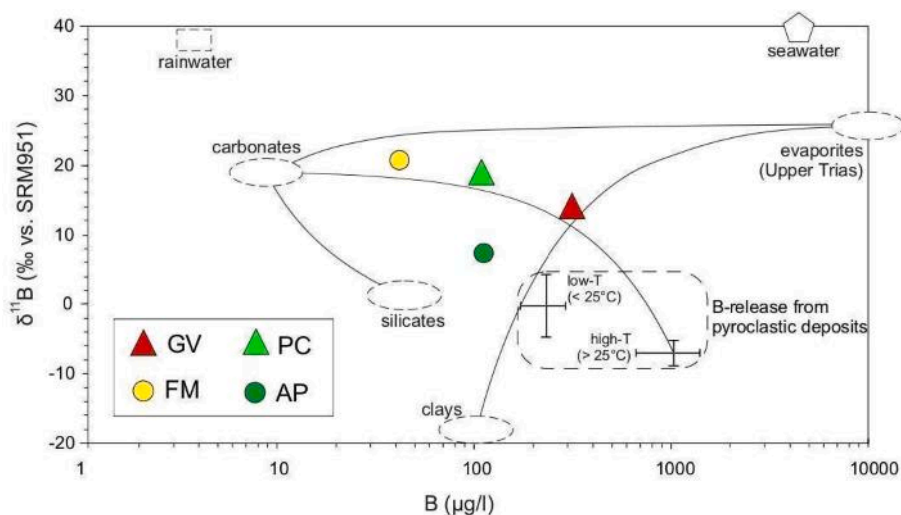 40
30
20
10
0
-10
-20
δ¹¹B (‰ vs. SRM951)
rainwater
seawater
carbonates
evaporites
(Upper Trias)
silicates
low-T
(< 25°C)
high-T
(> 25°C)
B-release from
pyroclastic deposits
clays
GV
PC
FM
AP
1
10
100
1000
10000
B (µg/l)